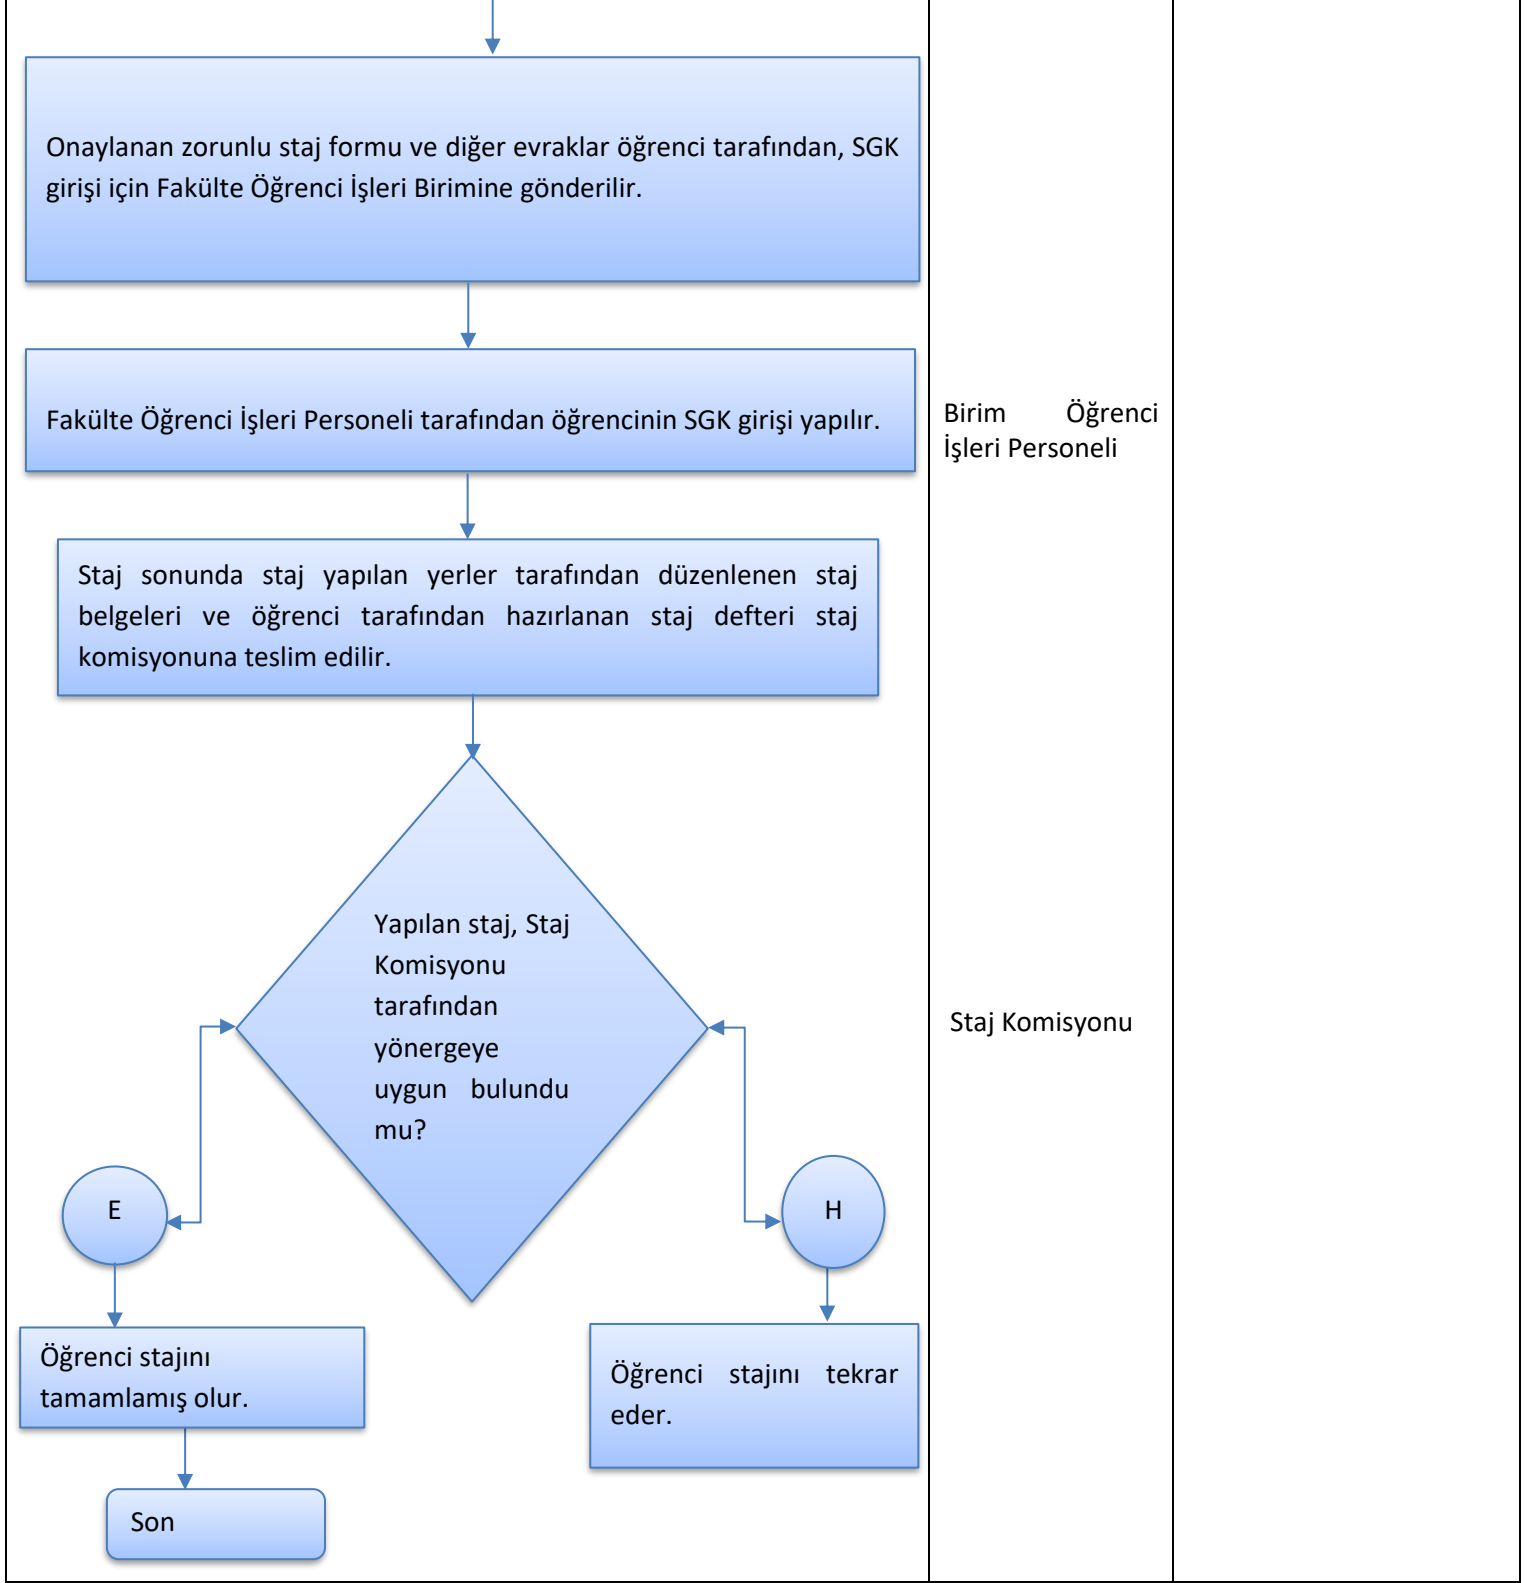 Onaylanan zorunlu staj formu ve diğer evraklar öğrenci tarafından, SGK
girişi için Fakülte Öğrenci İşleri Birimine gönderilir.
Fakülte Öğrenci İşleri Personeli tarafından öğrencinin SGK girişi yapılır.
Birim Öğrenci
İşleri Personeli
Staj sonunda staj yapılan yerler tarafından düzenlenen staj
belgeleri ve öğrenci tarafından hazırlanan staj defteri staj
komisyonuna teslim edilir.
Yapılan staj, Staj
Komisyonu
tarafından
yönergeye
uygun bulundu
mu?
Staj Komisyonu
E
H
Öğrenci stajını
tamamlamış olur.
Öğrenci stajını tekrar
eder.
Son